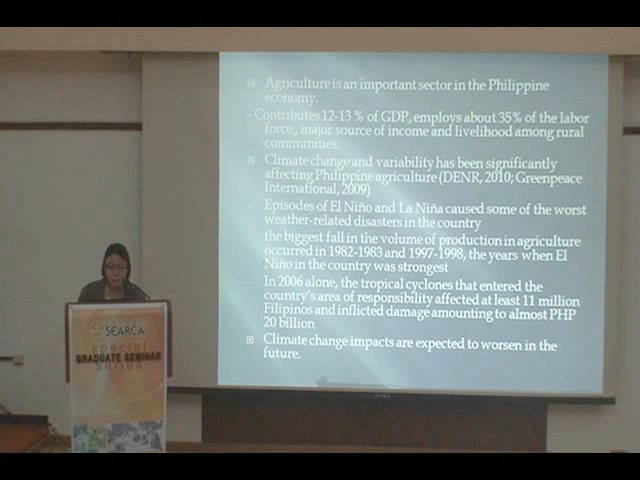 Agriculture is an important sector in the Philippine
economy.
- Contributes 12-13 % of GDP, employs about 35% of the labor
force , major source of income and livelihood among rural
communities.
Climate change and variability has been significantly
affecting Philippine agriculture (DENR, 2010; Greenpeace
International, 2009)
- Episodes of El Niño and La Niña caused some of the worst
weather-related disasters in the country
- the biggest fall in the volume of production in agriculture
occurred in 1982-1983 and 1997-1998, the years when El
Niño in the country was strongest
- In 2006 alone, the tropical cyclones that entered the
country's area of responsibility affected at least 11 million
Filipinos and inflicted damage amounting to almost PHP
20 billion
Climate change impacts are expected to worsen in the
future.
SEARCA
special
GRADUATE SEMINAR
series